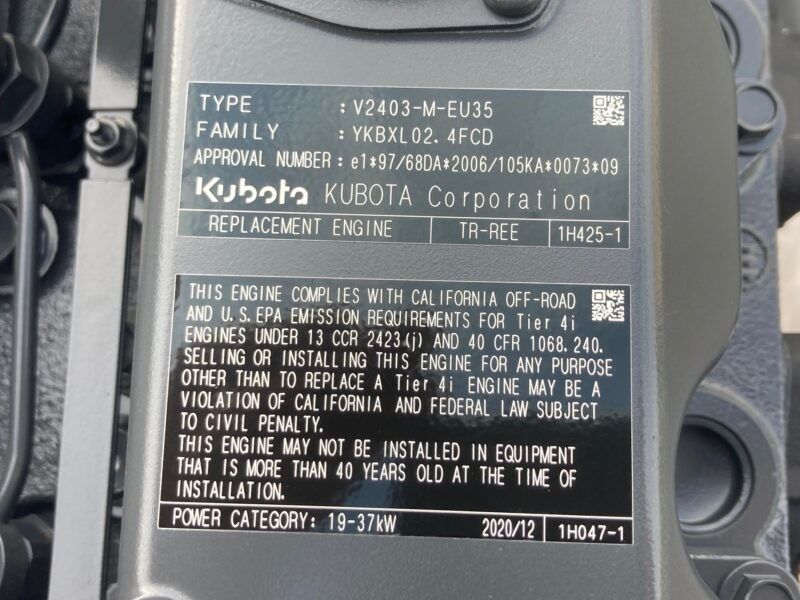 TYPE : V2403-M-EU35
FAMILY : YKBXL02.4FCD
APPROVAL NUMBER : e1*97/68DA*2006/105KA*0073*09
Kubota KUBOTA Corporation
REPLACEMENT ENGINE TR-REE 1H425-1
THIS ENGINE COMPLIES WITH CALIFORNIA OFF-ROAD
AND U.S.EPA EMISSION REQUIREMENTS FOR Tier 4i
ENGINES UNDER 13 CCR 2423(j) AND 40 CFR 1068.240.
SELLING OR INSTALLING THIS ENGINE FOR ANY PURPOSE
OTHER THAN TO REPLACE A Tier 4i ENGINE MAY BE A
VIOLATION OF CALIFORNIA AND FEDERAL LAW SUBJECT
TO CIVIL PENALTY.
THIS ENGINE MAY NOT BE INSTALLED IN EQUIPMENT
THAT IS MORE THAN 40 YEARS OLD AT THE TIME OF
INSTALLATION.
POWER CATEGORY: 19-37kW 2020/12 1H047-1